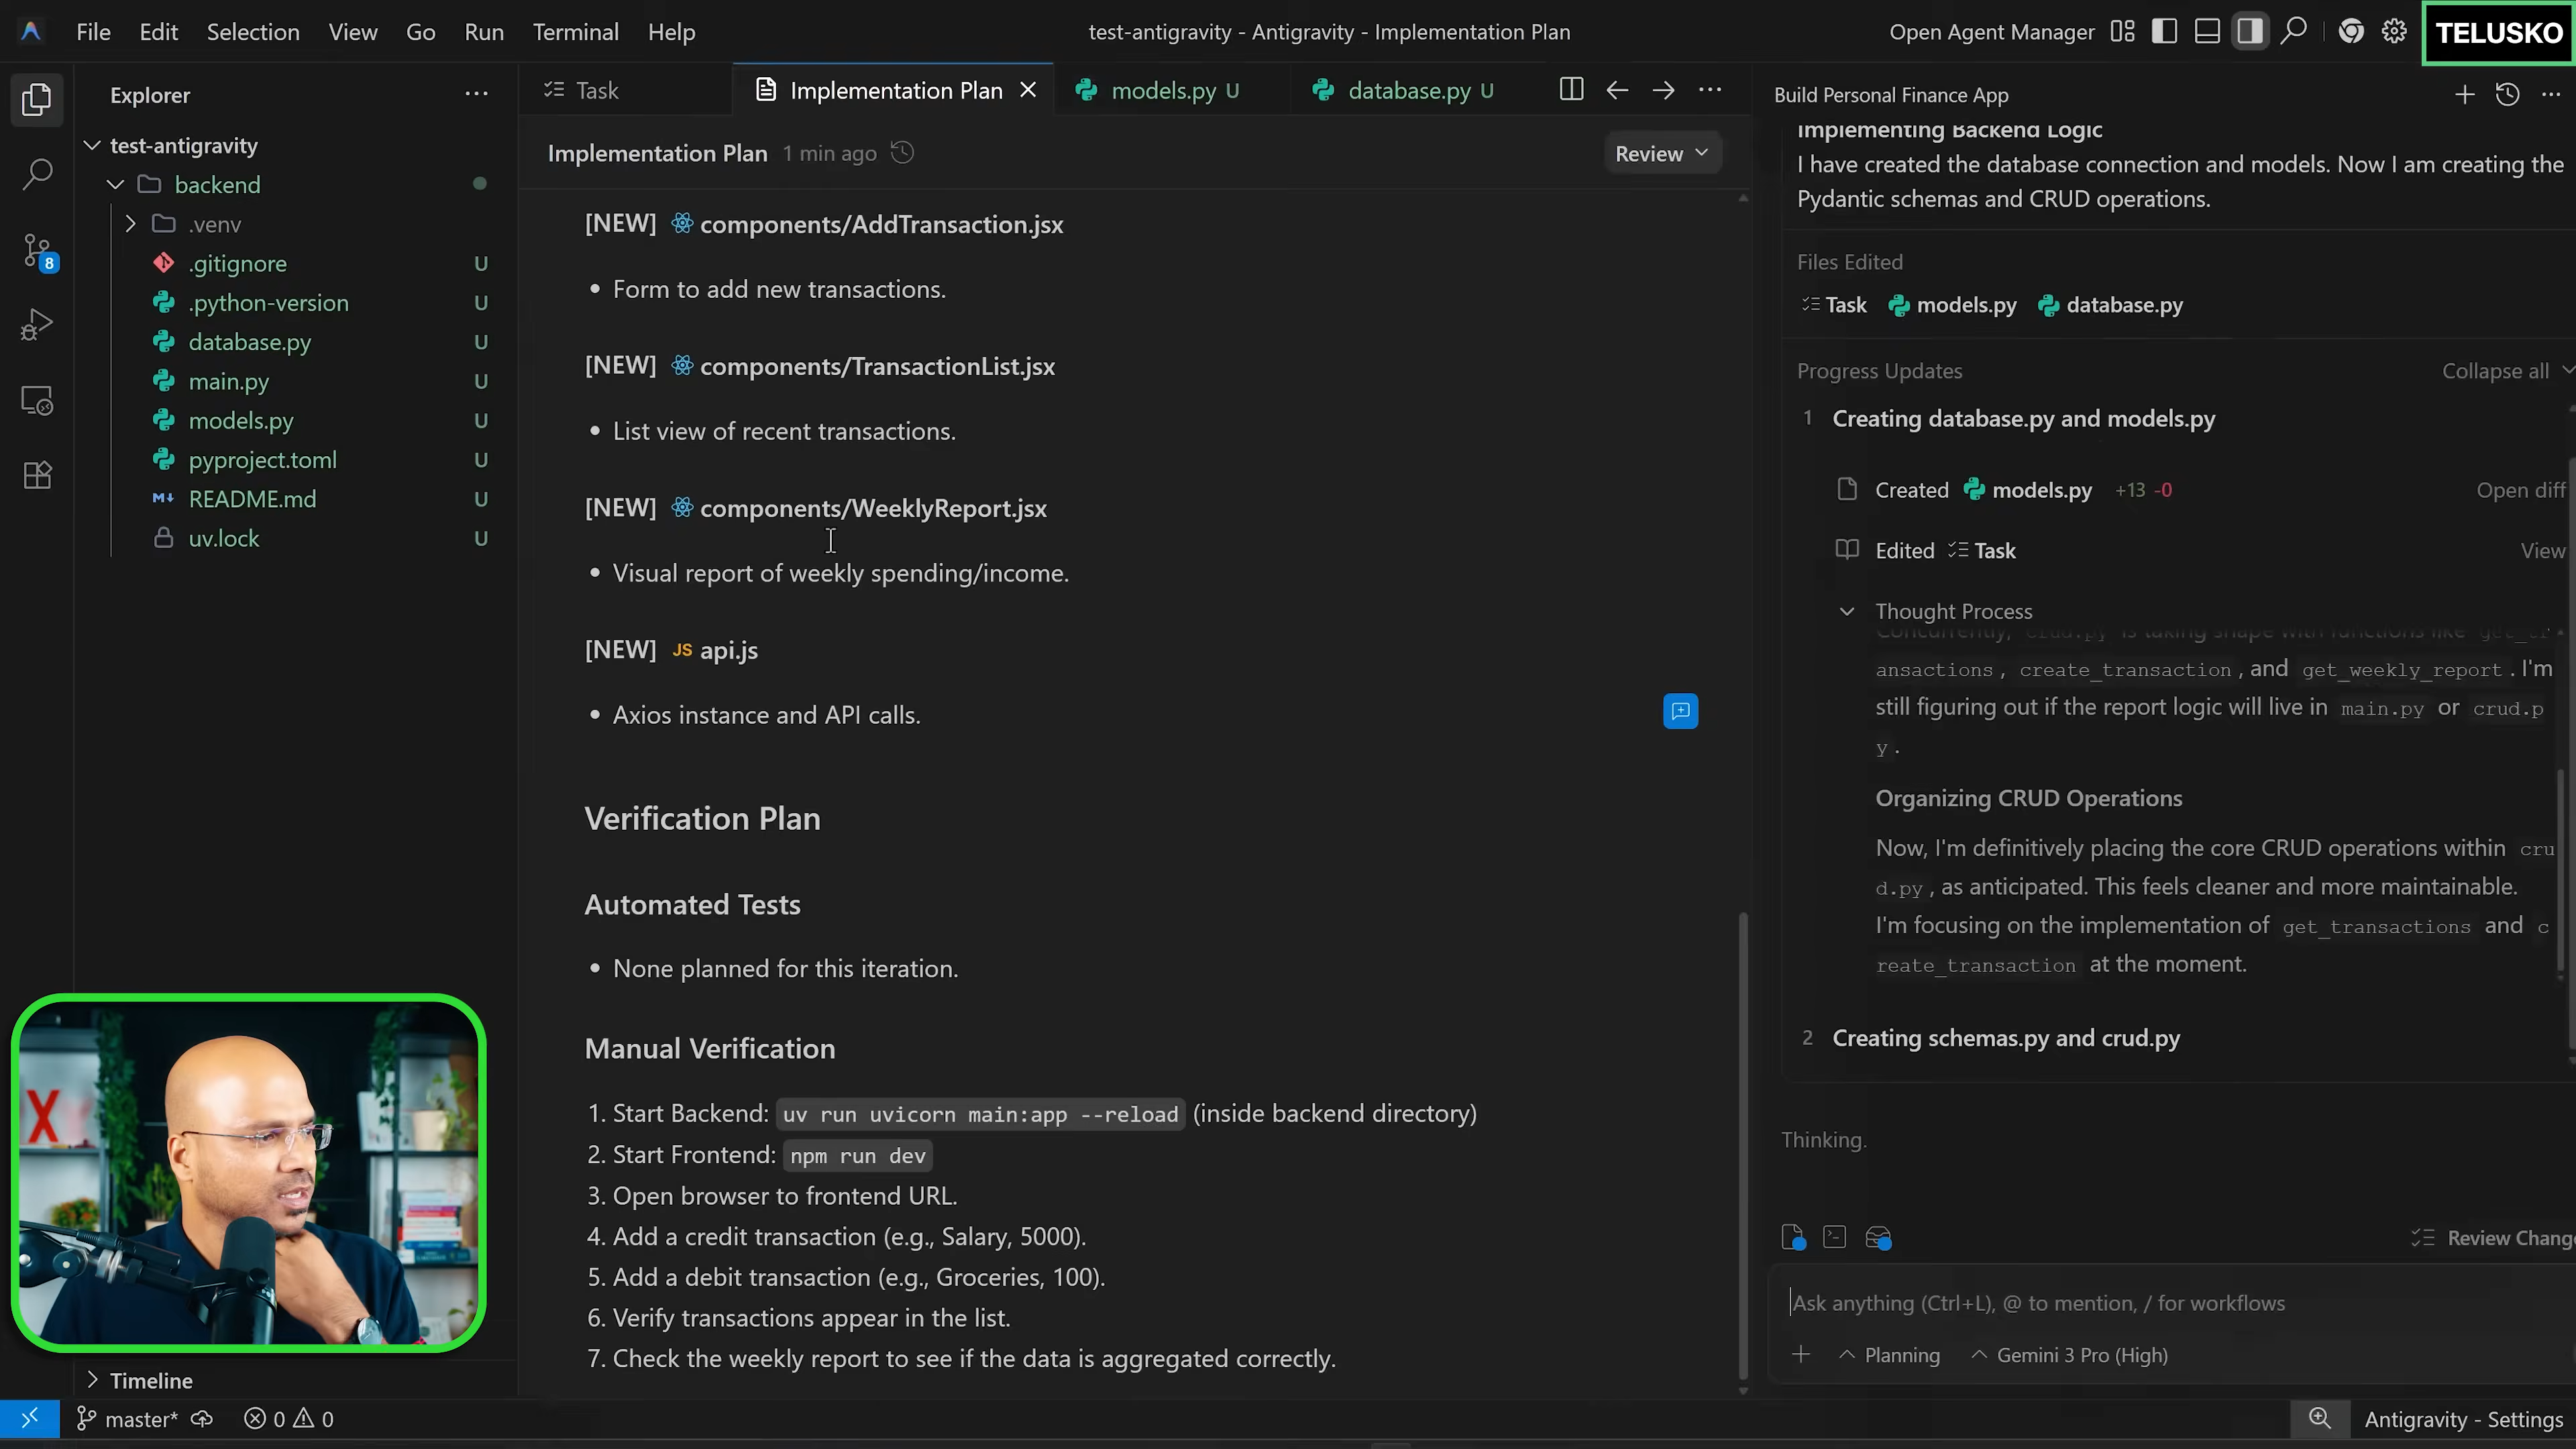 File Edit Selection View Go Run Terminal Help
test-antigravity - Antigravity - Implementation Plan
Open Agent Manager
TELUSKO
Explorer
test-antigravity
backend
.venv
.gitignore U
.python-version U
database.py U
main.py U
models.py U
pyproject.toml U
README.md U
uv.lock U
8
Timeline
Task
Implementation Plan
models.py U
database.py U
Implementation Plan 1 min ago
Review
[NEW] components/AddTransaction.jsx
• Form to add new transactions.
[NEW] components/TransactionList.jsx
• List view of recent transactions.
[NEW] components/WeeklyReport.jsx
• Visual report of weekly spending/income.
[NEW] JS api.js
• Axios instance and API calls.
Verification Plan
Automated Tests
• None planned for this iteration.
Manual Verification
1. Start Backend: uv run uvicorn main:app --reload (inside backend directory)
2. Start Frontend: npm run dev
3. Open browser to frontend URL.
4. Add a credit transaction (e.g., Salary, 5000).
5. Add a debit transaction (e.g., Groceries, 100).
6. Verify transactions appear in the list.
7. Check the weekly report to see if the data is aggregated correctly.
Build Personal Finance App
Implementing Backend Logic
I have created the database connection and models. Now I am creating the
Pydantic schemas and CRUD operations.
Files Edited
Task models.py database.py
Progress Updates Collapse all
1 Creating database.py and models.py
Created models.py +13 -0 Open diff
Edited Task View
Thought Process
Concurrently, crud.py is taking shape with functions like get_tr
ansactions, create_transaction, and get_weekly_report. I'm
still figuring out if the report logic will live in main.py or crud.p
y.
Organizing CRUD Operations
Now, I'm definitively placing the core CRUD operations within cru
d.py, as anticipated. This feels cleaner and more maintainable.
I'm focusing on the implementation of get_transactions and c
reate_transaction at the moment.
2 Creating schemas.py and crud.py
Thinking.
Review Chang
Ask anything (Ctrl+L), @ to mention, / for workflows
Planning Gemini 3 Pro (High)
X
master* 0 0
Antigravity - Settings